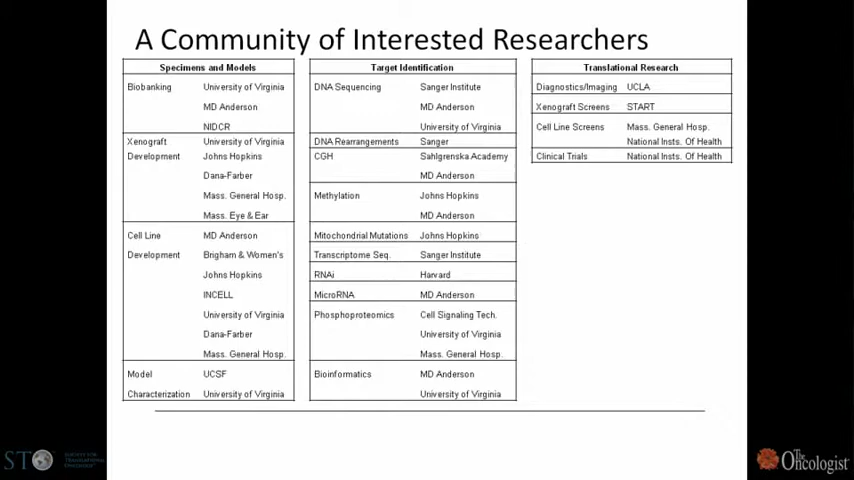 A Community of Interested Researchers
Specimens and Models
Biobanking University of Virginia
MD Anderson
NIDCR
Xenograft University of Virginia
Development Johns Hopkins
Dana-Farber
Mass. General Hosp.
Mass. Eye & Ear
Cell Line MD Anderson
Development Brigham & Women's
Johns Hopkins
INCELL
University of Virginia
Dana-Farber
Mass. General Hosp.
Model UCSF
Characterization University of Virginia
Target Identification
DNA Sequencing Sanger Institute
MD Anderson
University of Virginia
DNA Rearrangements Sanger
CGH Sahlgrenska Academy
MD Anderson
Methylation Johns Hopkins
MD Anderson
Mitochondrial Mutations Johns Hopkins
Transcriptome Seq. Sanger Institute
RNAi Harvard
MicroRNA MD Anderson
Phosphoproteomics Cell Signaling Tech.
University of Virginia
Mass. General Hosp.
Bioinformatics MD Anderson
University of Virginia
Translational Research
Diagnostics/Imaging UCLA
Xenograft Screens START
Cell Line Screens Mass. General Hosp.
National Insts. Of Health
Clinical Trials National Insts. Of Health
STO
SOCIETY FOR
TRANSLATIONAL
ONCOLOGY
The
Oncologist